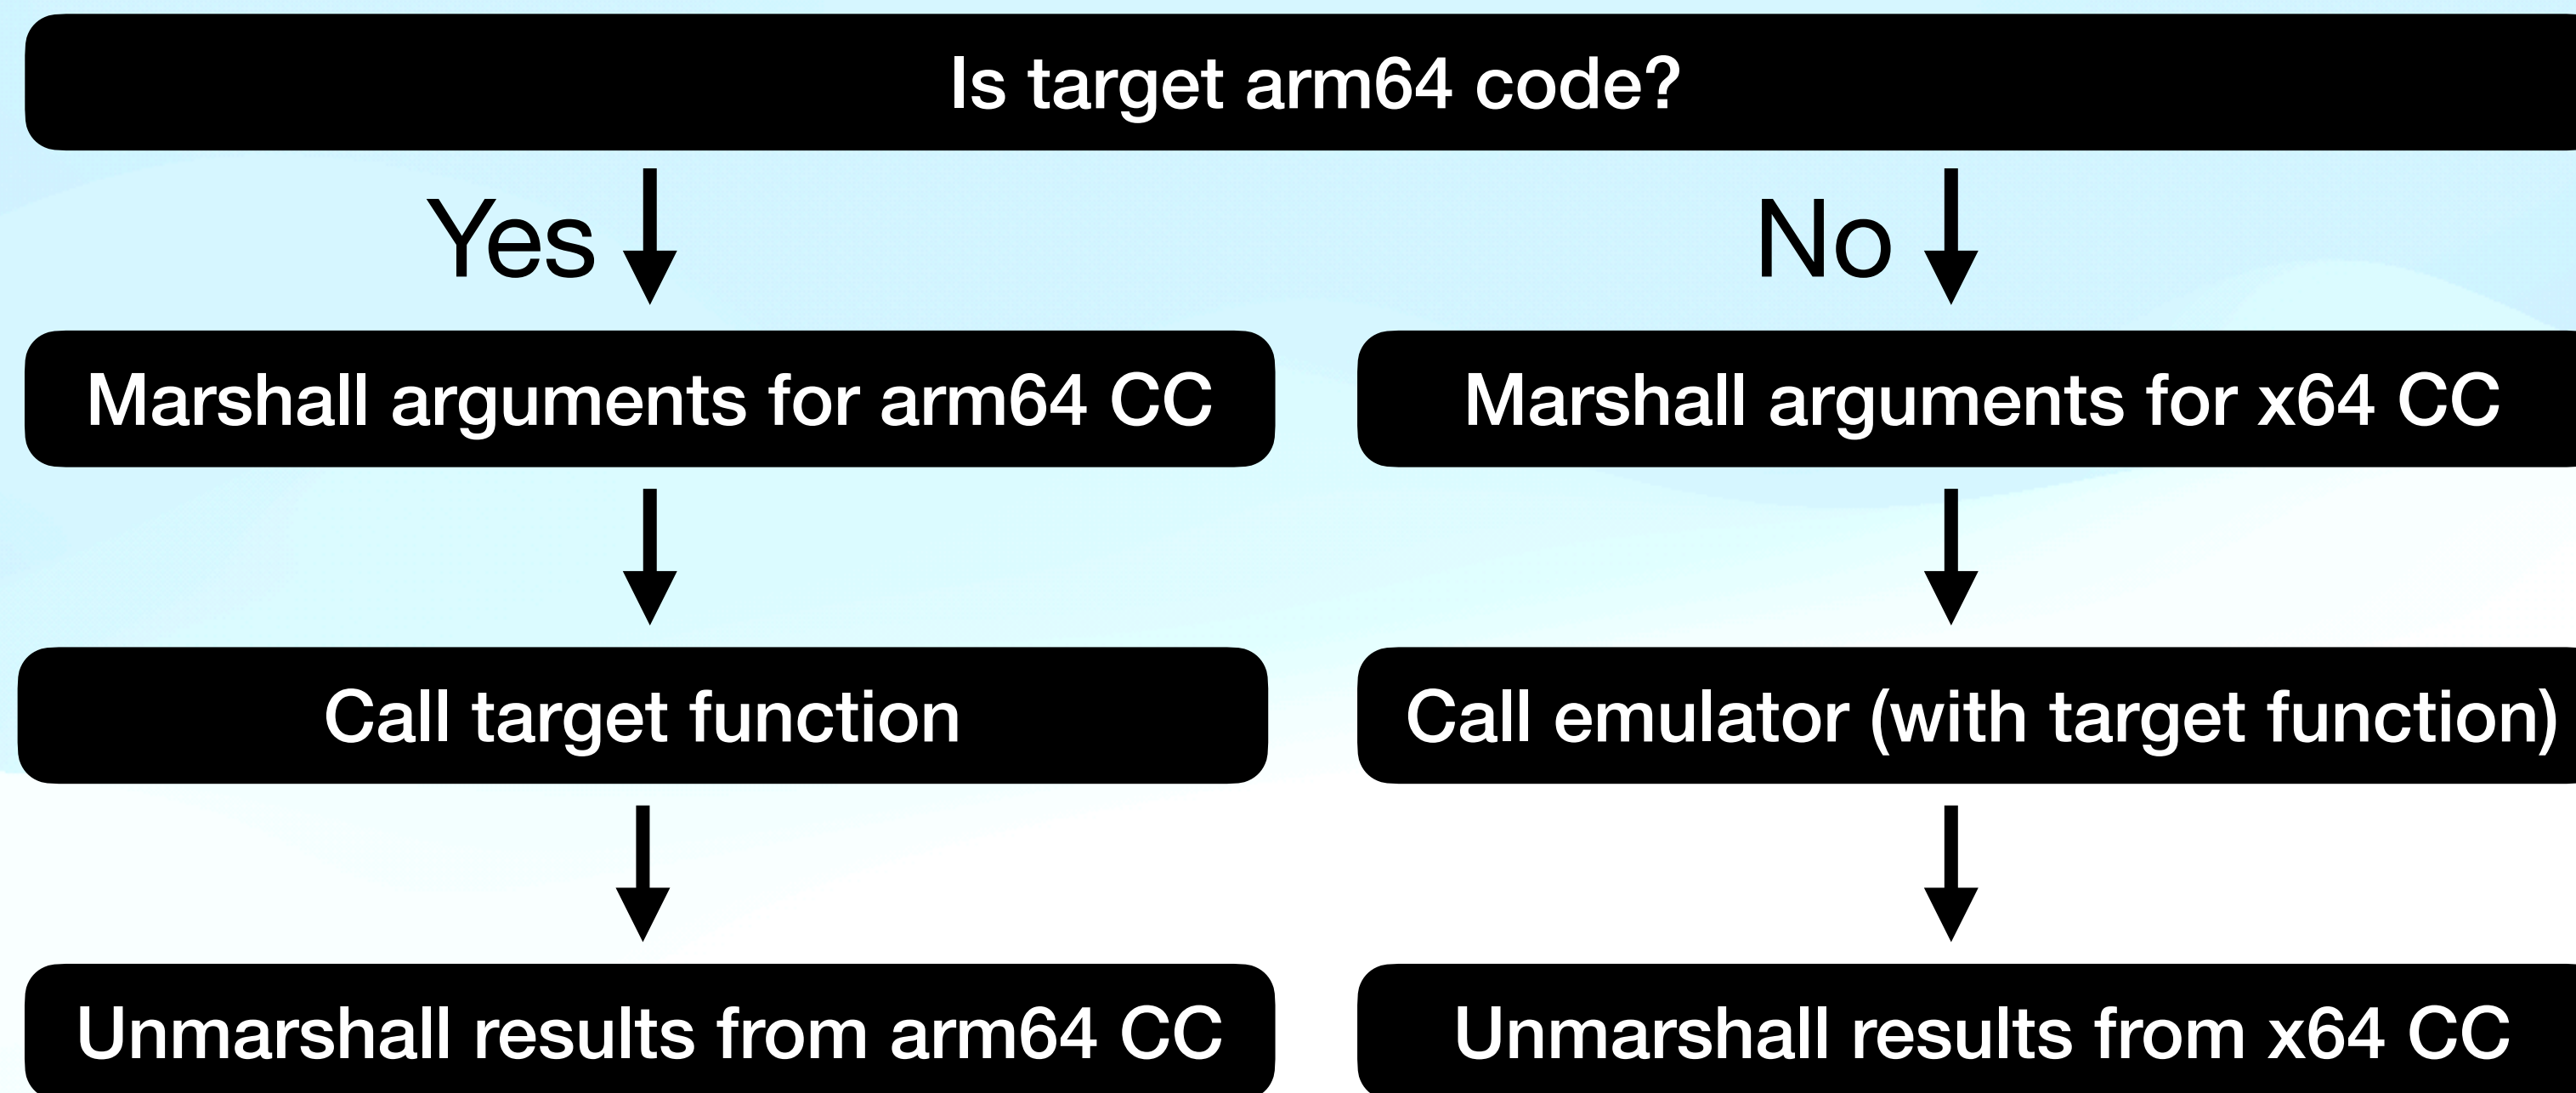 Is target arm64 code?
Yes
No
Marshall arguments for arm64 CC
Marshall arguments for x64 CC
Call target function
Call emulator (with target function)
Unmarshall results from arm64 CC
Unmarshall results from x64 CC